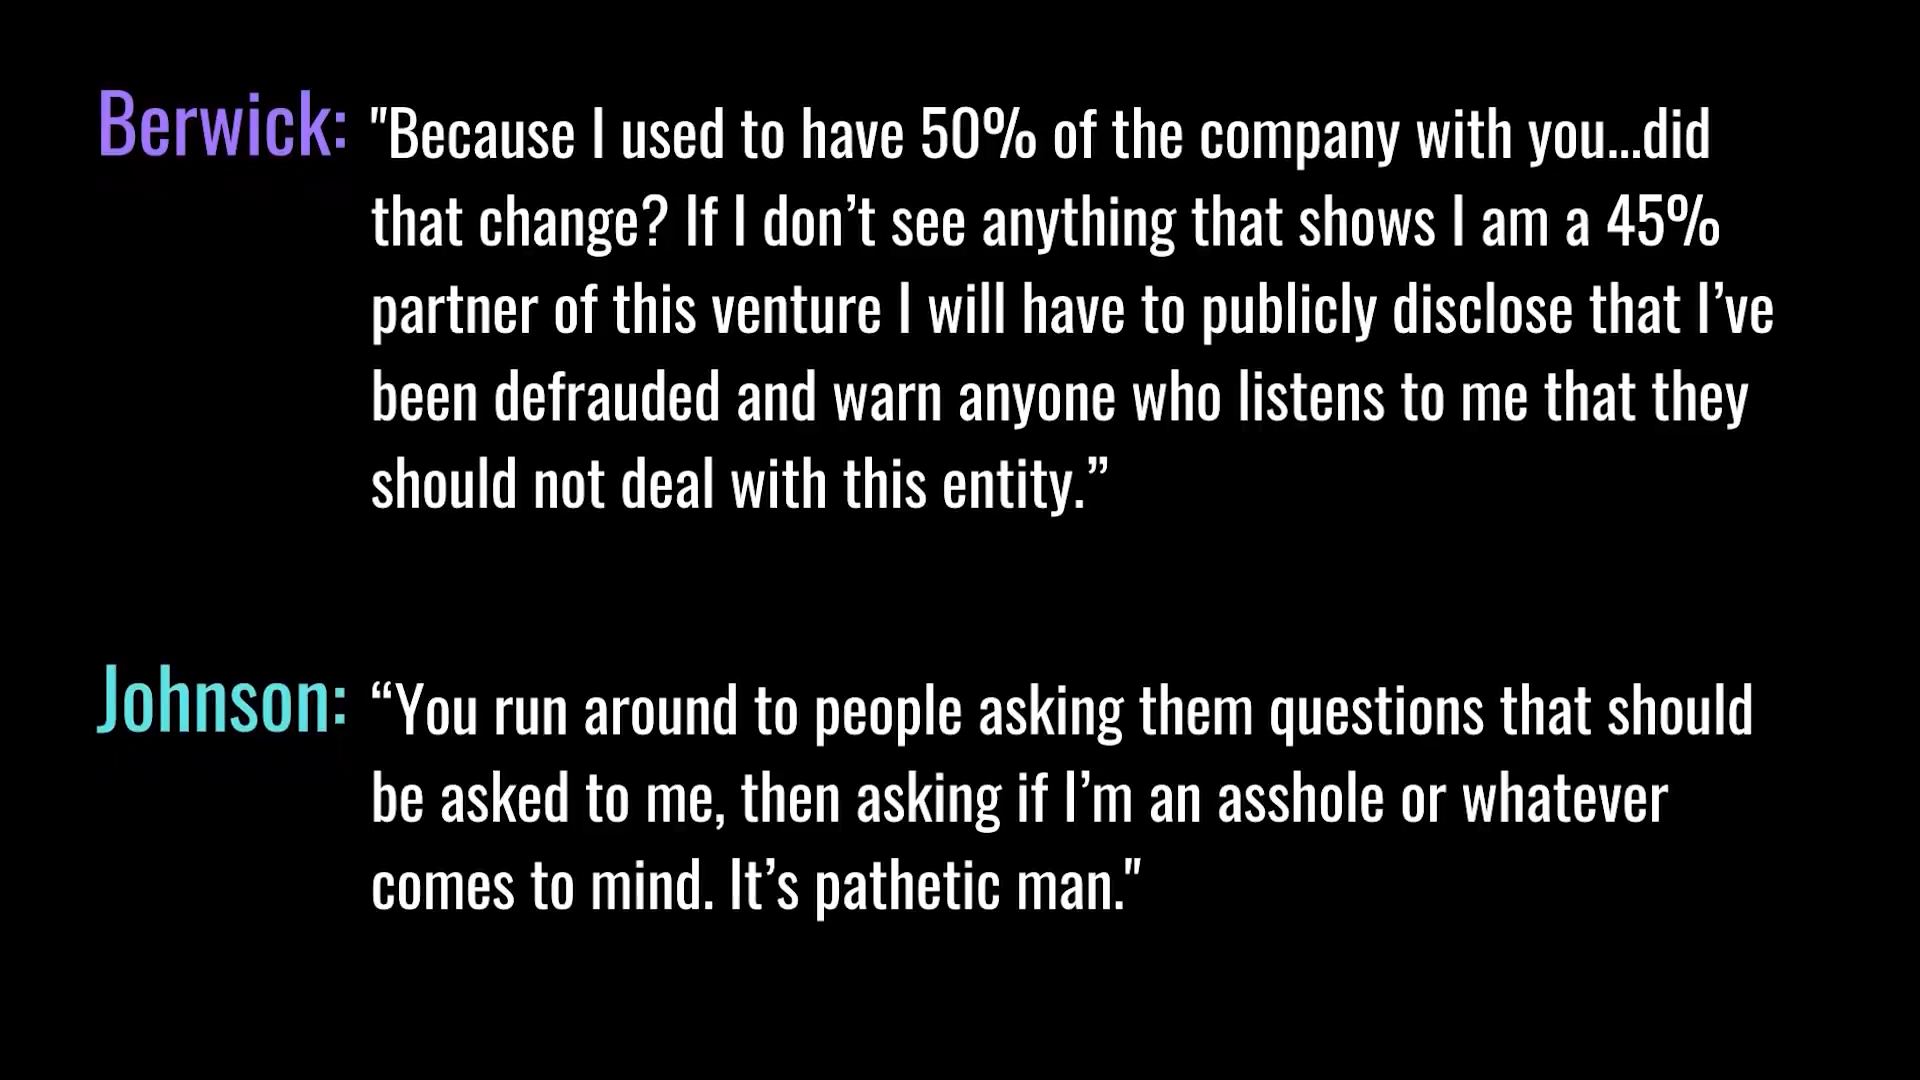 Berwick: "Because I used to have 50% of the company with you...did
that change? If I don’t see anything that shows I am a 45%
partner of this venture I will have to publicly disclose that I’ve
been defrauded and warn anyone who listens to me that they
should not deal with this entity.”
Johnson: “You run around to people asking them questions that should
be asked to me, then asking if I’m an asshole or whatever
comes to mind. It’s pathetic man."